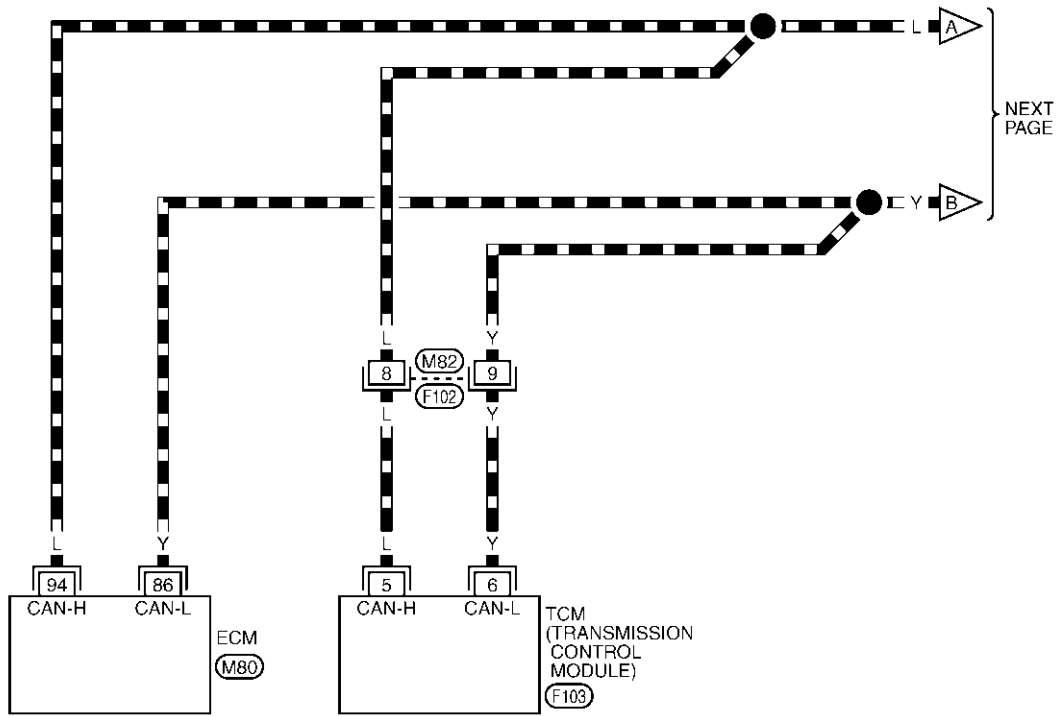 L A
NEXT
PAGE
Y B
L Y
8 M82 9
F102
L Y
L Y L Y
94 86 5 6
CAN-H CAN-L CAN-H CAN-L
ECM
M80
TCM
(TRANSMISSION
CONTROL
MODULE)
F103